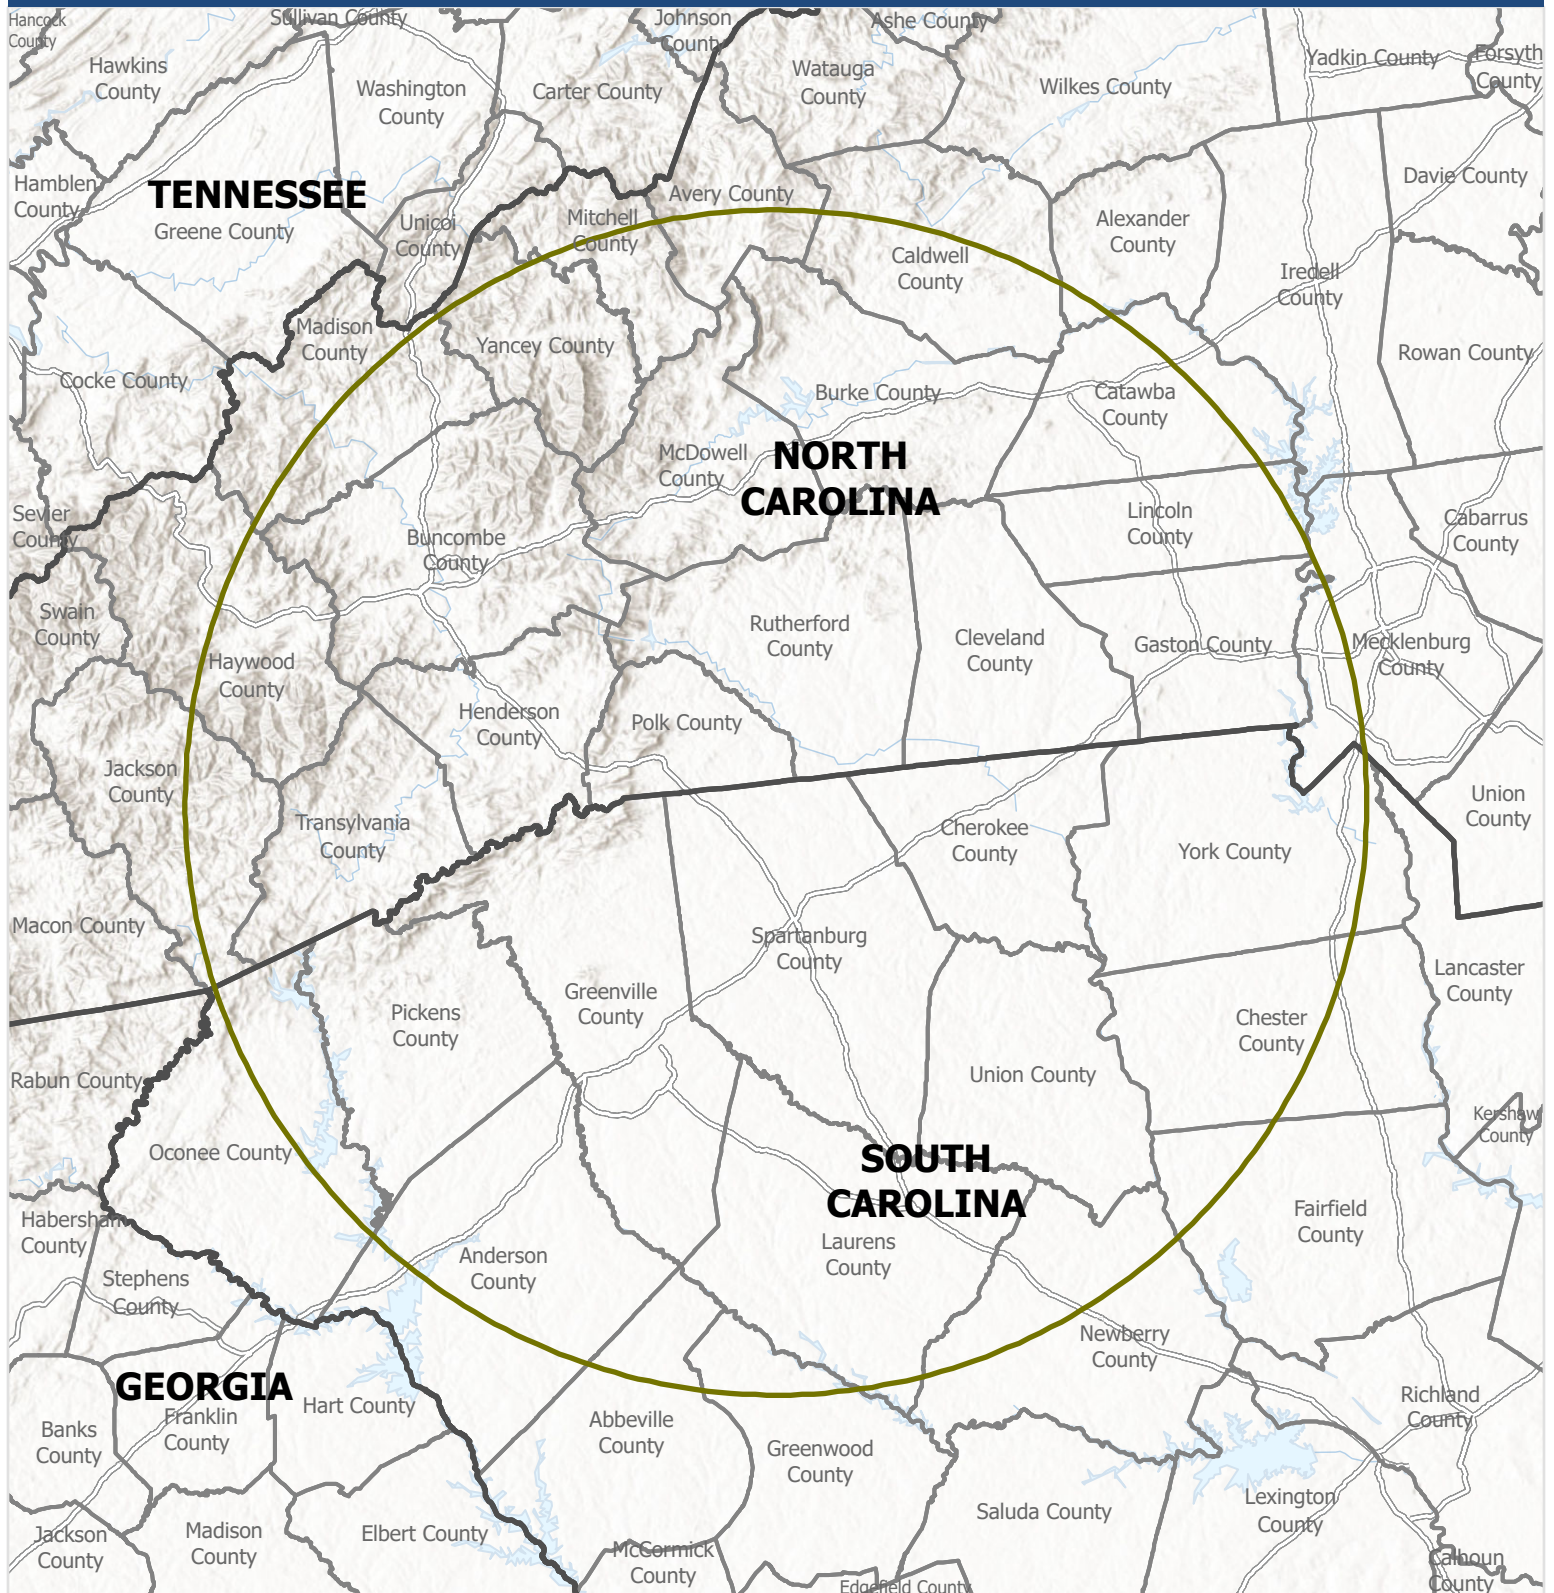 Hancock
County
Sullivan County
Johnson
County
Ashe County
Hawkins
County
Washington
County
Carter County
Watauga
County
Wilkes County
Yadkin County
Forsyth
County
Hamblen
County
TENNESSEE
Greene County
Unicoi
County
Mitchell
County
Avery County
Caldwell
County
Alexander
County
Iredell
County
Davie County
Madison
County
Yancey County
Cocke County
Burke County
Catawba
County
Rowan County
McDowell
County
NORTH
CAROLINA
Sevier
County
Buncombe
County
Lincoln
County
Cabarrus
County
Swain
County
Haywood
County
Rutherford
County
Cleveland
County
Gaston County
Mecklenburg
County
Henderson
County
Polk County
Jackson
County
Transylvania
County
Cherokee
County
York County
Union
County
Macon County
Spartanburg
County
Lancaster
County
Pickens
County
Greenville
County
Chester
County
Rabun County
Union County
Kershaw
County
Oconee County
SOUTH
CAROLINA
Habersham
County
Fairfield
County
Stephens
County
Anderson
County
Laurens
County
Newberry
County
GEORGIA
Franklin
County
Hart County
Banks
County
Abbeville
County
Greenwood
County
Richland
County
Saluda County
Lexington
County
Jackson
County
Madison
County
Elbert County
McCormick
County
Edgefield County
Calhoun
County